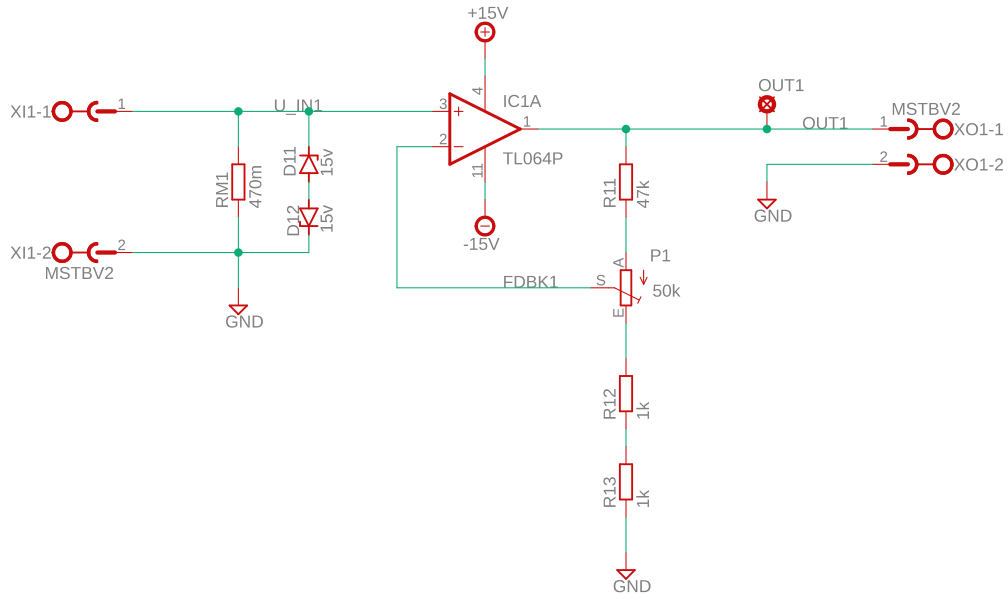 +15V
XI1-1
1
U_IN1
3
4
IC1A
2
11
TL064P
1
OUT1
OUT1
1
MSTBV2
XO1-1
2
XO1-2
GND
RM1
470m
D11
15v
D12
15v
-15V
XI1-2
2
MSTBV2
GND
R11
47k
FDBK1
S
A
E
P1
50k
R12
1k
R13
1k
GND